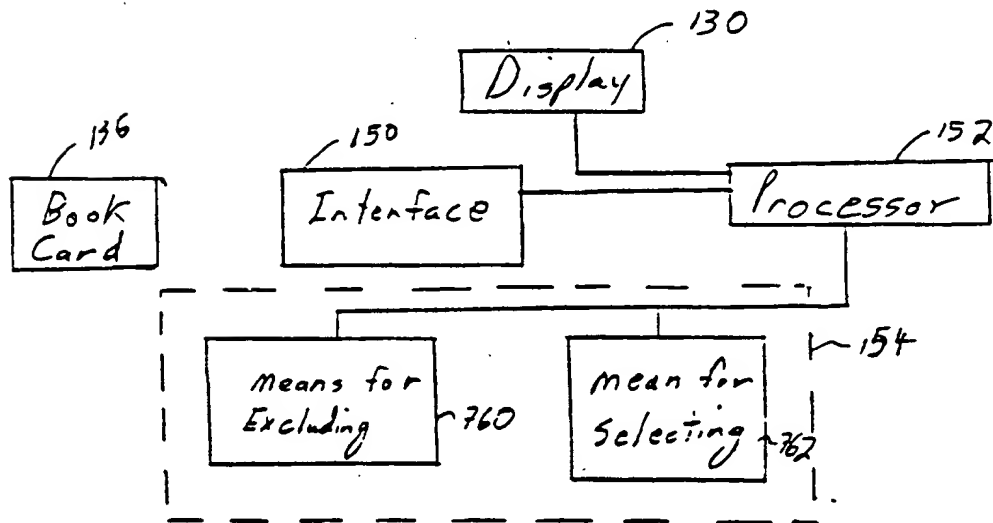 130
Display
136
150
152
Book
Card
Interface
Processor
154
means for
Excluding
760
mean for
Selecting
762